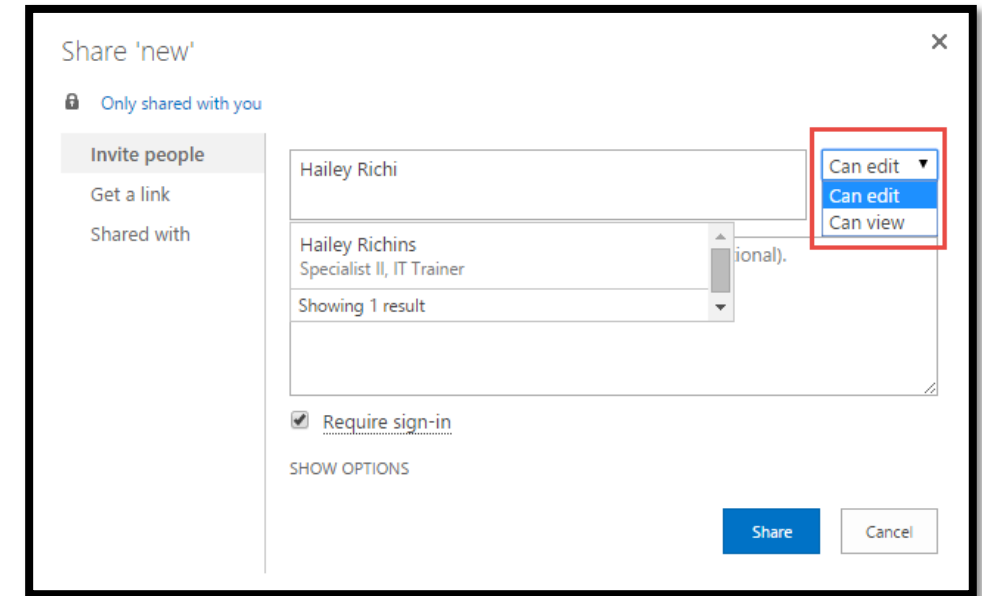 Share 'new'
Only shared with you
Invite people
Get a link
Shared with
Hailey Richi
Can edit
Can edit
Can view
Hailey Richins
Specialist II, IT Trainer
Showing 1 result
ional).
Require sign-in
SHOW OPTIONS
Share
Cancel